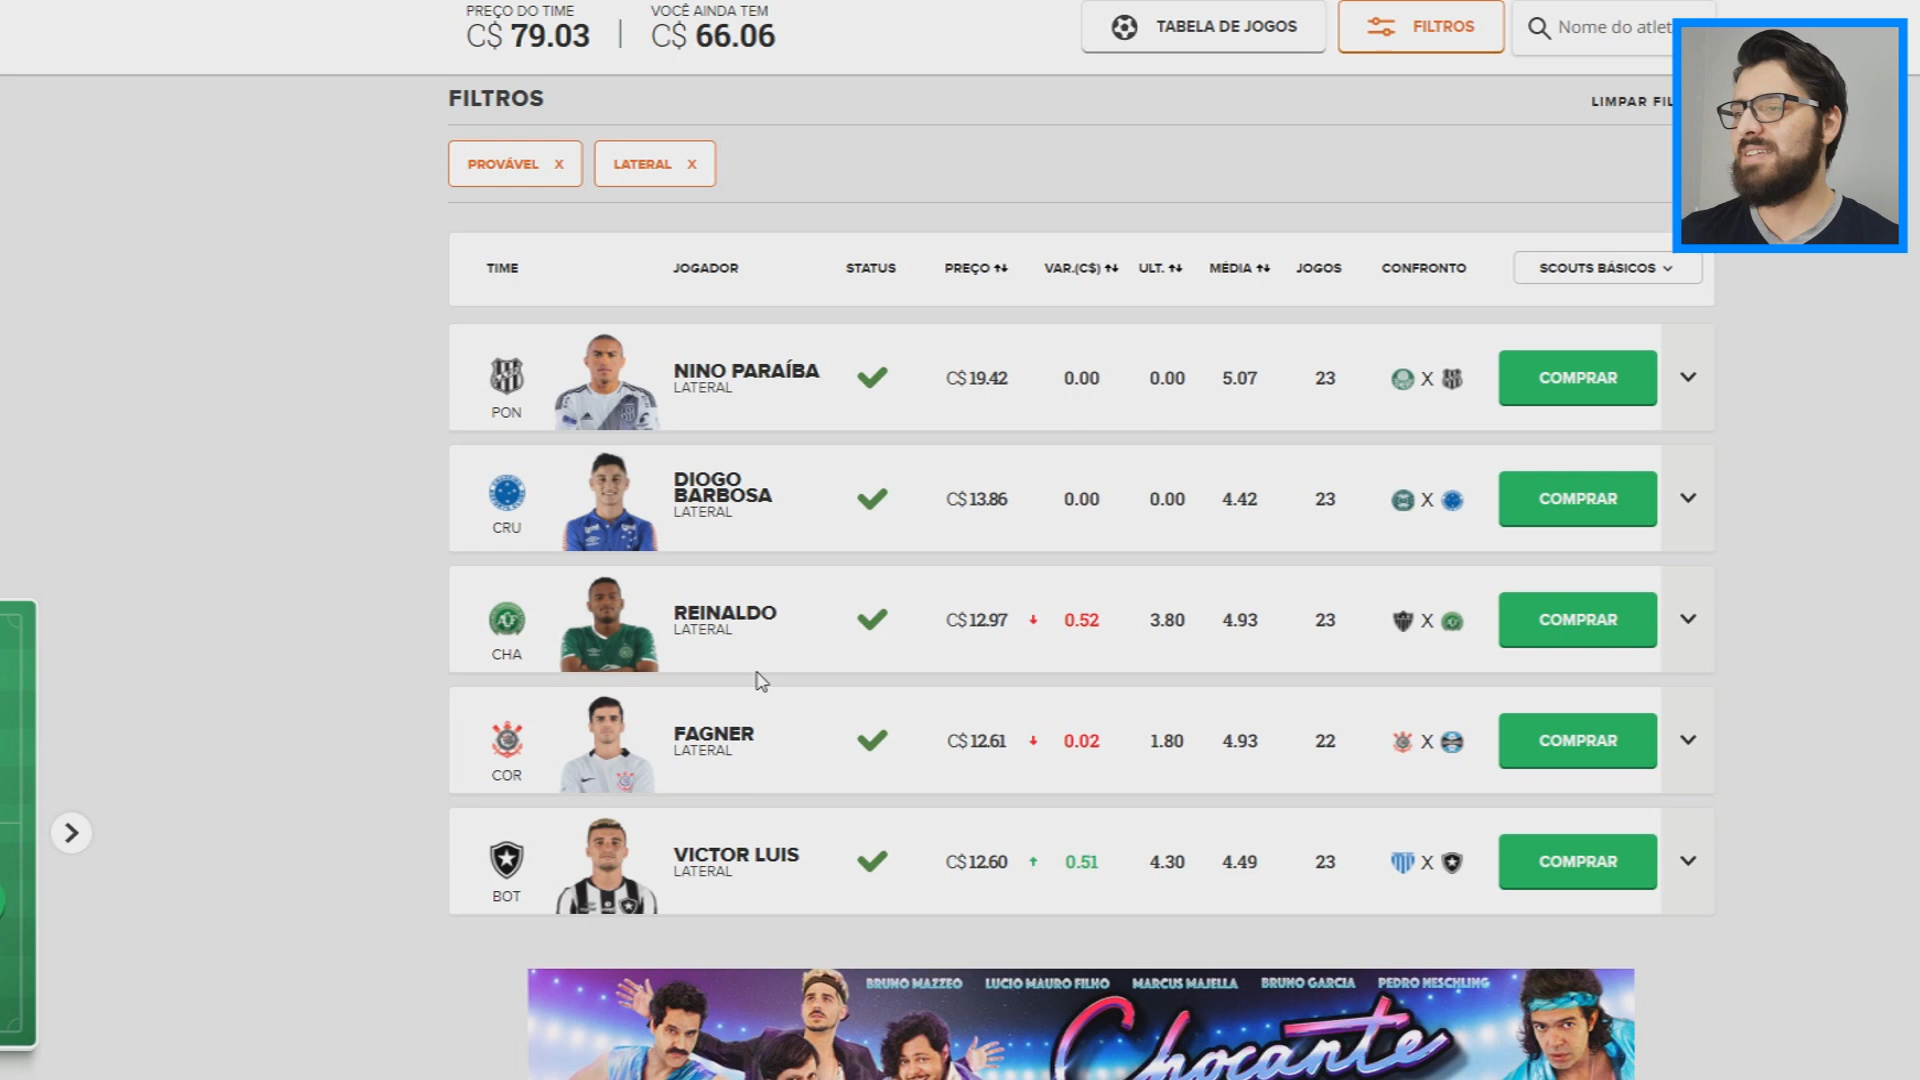 PREÇO DO TIME
C$ 79.03
VOCÊ AINDA TEM
C$ 66.06
TABELA DE JOGOS
FILTROS
Nome do atlet
FILTROS
LIMPAR FIL
PROVÁVEL X
LATERAL X
TIME JOGADOR STATUS PREÇO VAR.(C$) ULT. MÉDIA JOGOS CONFRONTO SCOUTS BÁSICOS
PON
NINO PARAÍBA
LATERAL
C$ 19.42 0.00 0.00 5.07 23 X COMPRAR
CRU
DIOGO
BARBOSA
LATERAL
C$ 13.86 0.00 0.00 4.42 23 X COMPRAR
CHA
REINALDO
LATERAL
C$ 12.97 0.52 3.80 4.93 23 X COMPRAR
COR
FAGNER
LATERAL
C$ 12.61 0.02 1.80 4.93 22 X COMPRAR
BOT
VICTOR LUIS
LATERAL
C$ 12.60 0.51 4.30 4.49 23 X COMPRAR
BRUNO MAZZEO LUCIO MAURO FILHO MARCUS MAJELLA BRUNO GARCIA PEDRO NESCHLING
Chocante